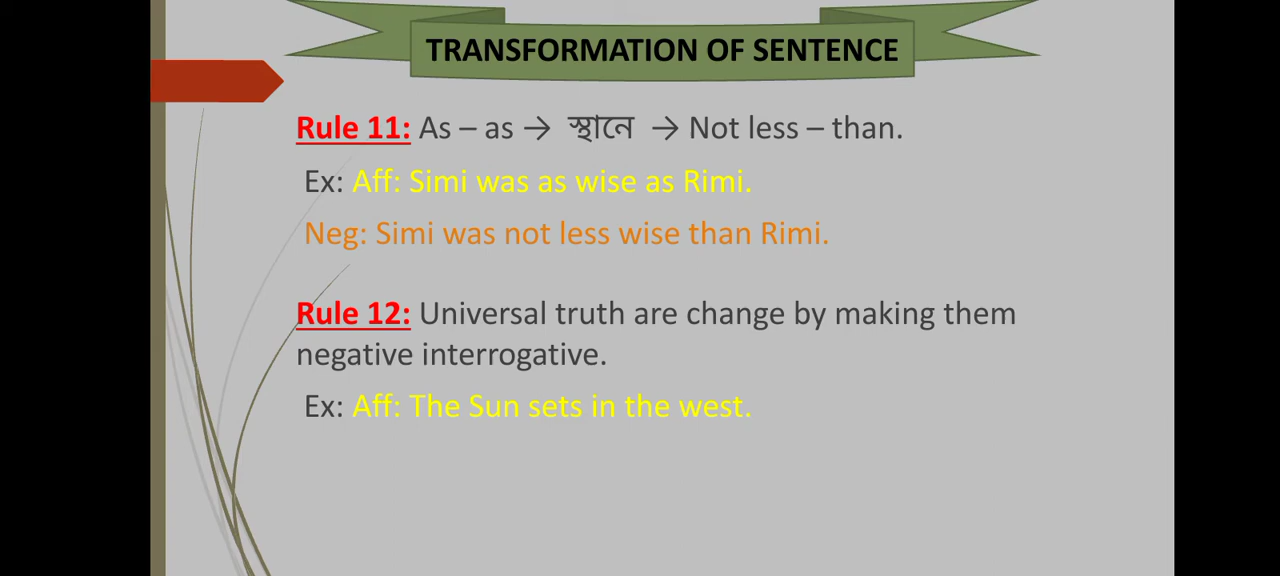 TRANSFORMATION OF SENTENCE
Rule 11: As – as → স্থানে → Not less – than.
Ex: Aff: Simi was as wise as Rimi.
Neg: Simi was not less wise than Rimi.
Rule 12: Universal truth are change by making them
negative interrogative.
Ex: Aff: The Sun sets in the west.